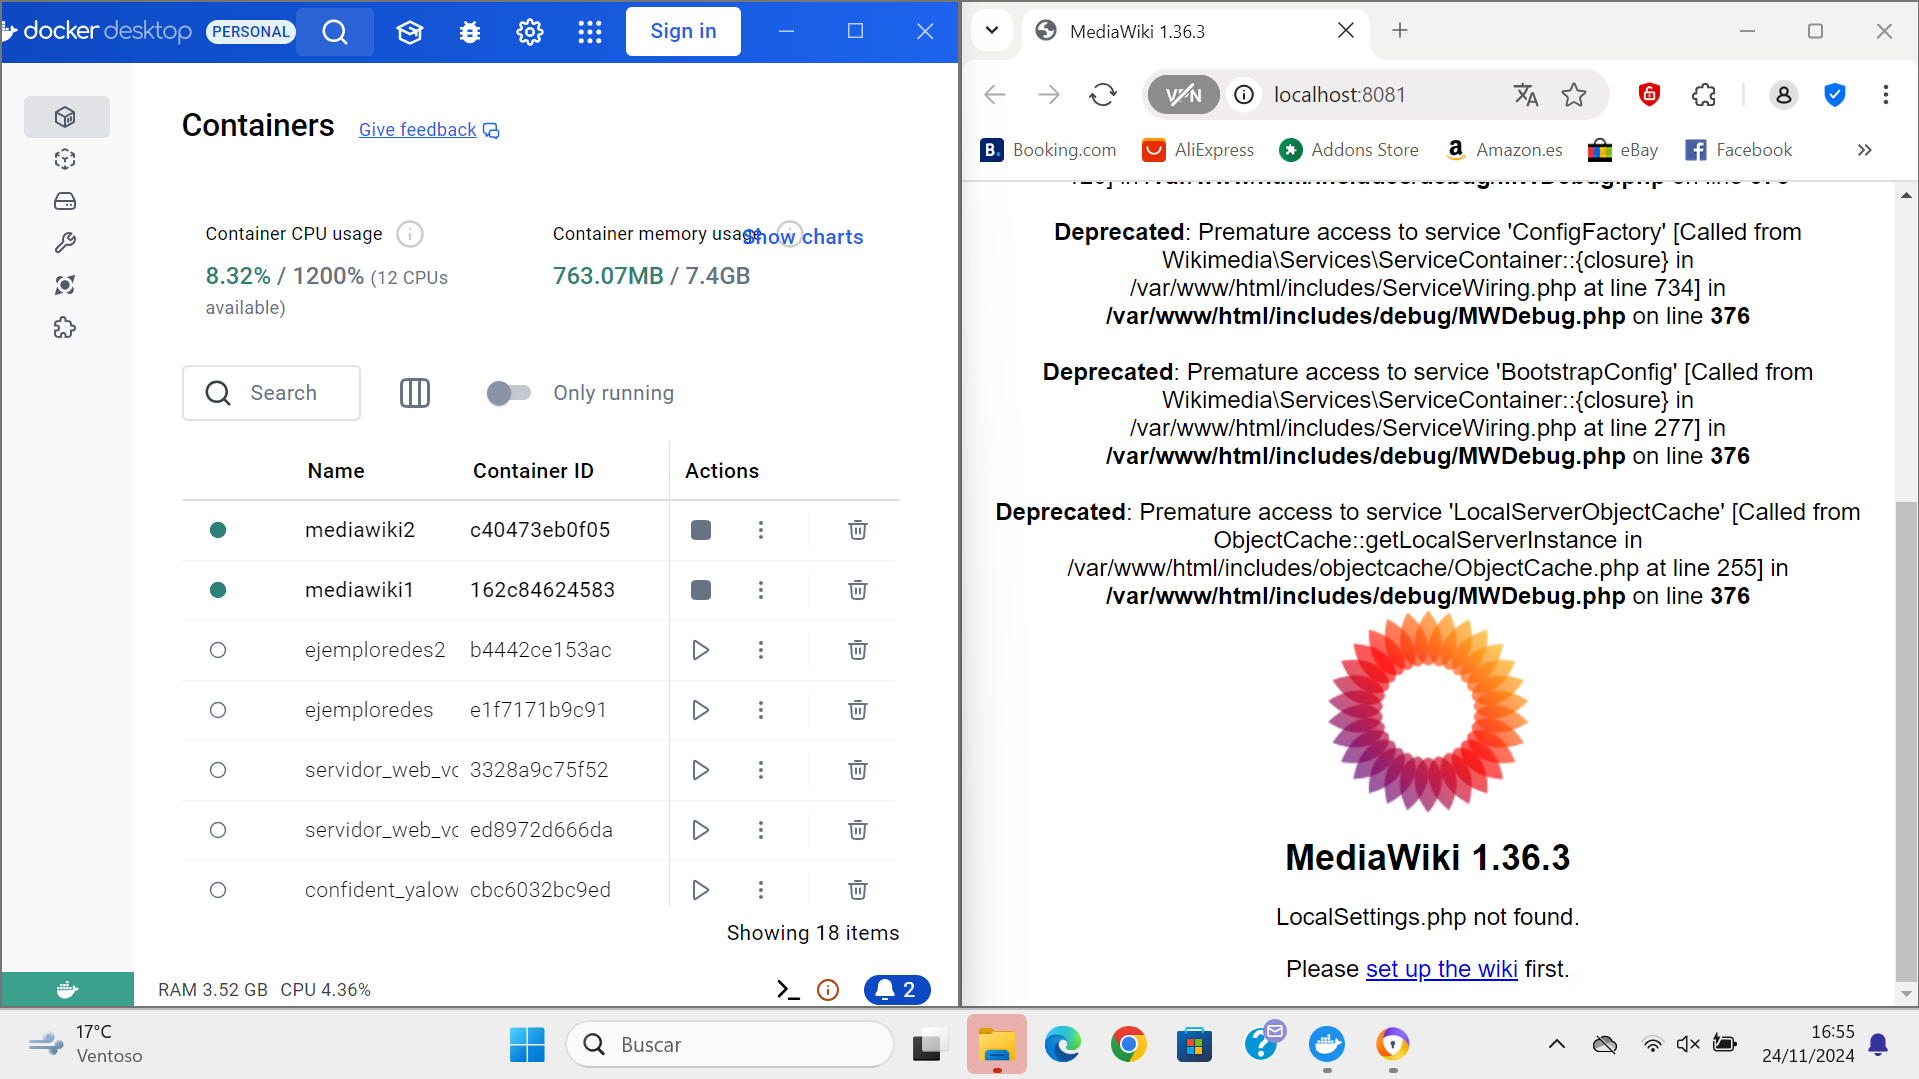 docker desktop PERSONAL
Sign in
Containers Give feedback
Container CPU usage
8.32% / 1200% (12 CPUs
available)
Container memory usage
763.07MB / 7.4GB
Show charts
Search
Only running
Name Container ID Actions
mediawiki2 c40473eb0f05
mediawiki1 162c84624583
ejemploredes2 b4442ce153ac
ejemploredes e1f7171b9c91
servidor_web_vc 3328a9c75f52
servidor_web_vc ed8972d666da
confident_yalow cbc6032bc9ed
Showing 18 items
RAM 3.52 GB CPU 4.36%
2
MediaWiki 1.36.3
VPN localhost:8081
Booking.com AliExpress Addons Store Amazon.es eBay Facebook
Deprecated: Premature access to service 'ConfigFactory' [Called from
Wikimedia\Services\ServiceContainer::{closure} in
/var/www/html/includes/ServiceWiring.php at line 734] in
/var/www/html/includes/debug/MWDebug.php on line 376
Deprecated: Premature access to service 'BootstrapConfig' [Called from
Wikimedia\Services\ServiceContainer::{closure} in
/var/www/html/includes/ServiceWiring.php at line 277] in
/var/www/html/includes/debug/MWDebug.php on line 376
Deprecated: Premature access to service 'LocalServerObjectCache' [Called from
ObjectCache::getLocalServerInstance in
/var/www/html/includes/objectcache/ObjectCache.php at line 255] in
/var/www/html/includes/debug/MWDebug.php on line 376
MediaWiki 1.36.3
LocalSettings.php not found.
Please set up the wiki first.
17°C
Ventoso
Buscar
16:55
24/11/2024